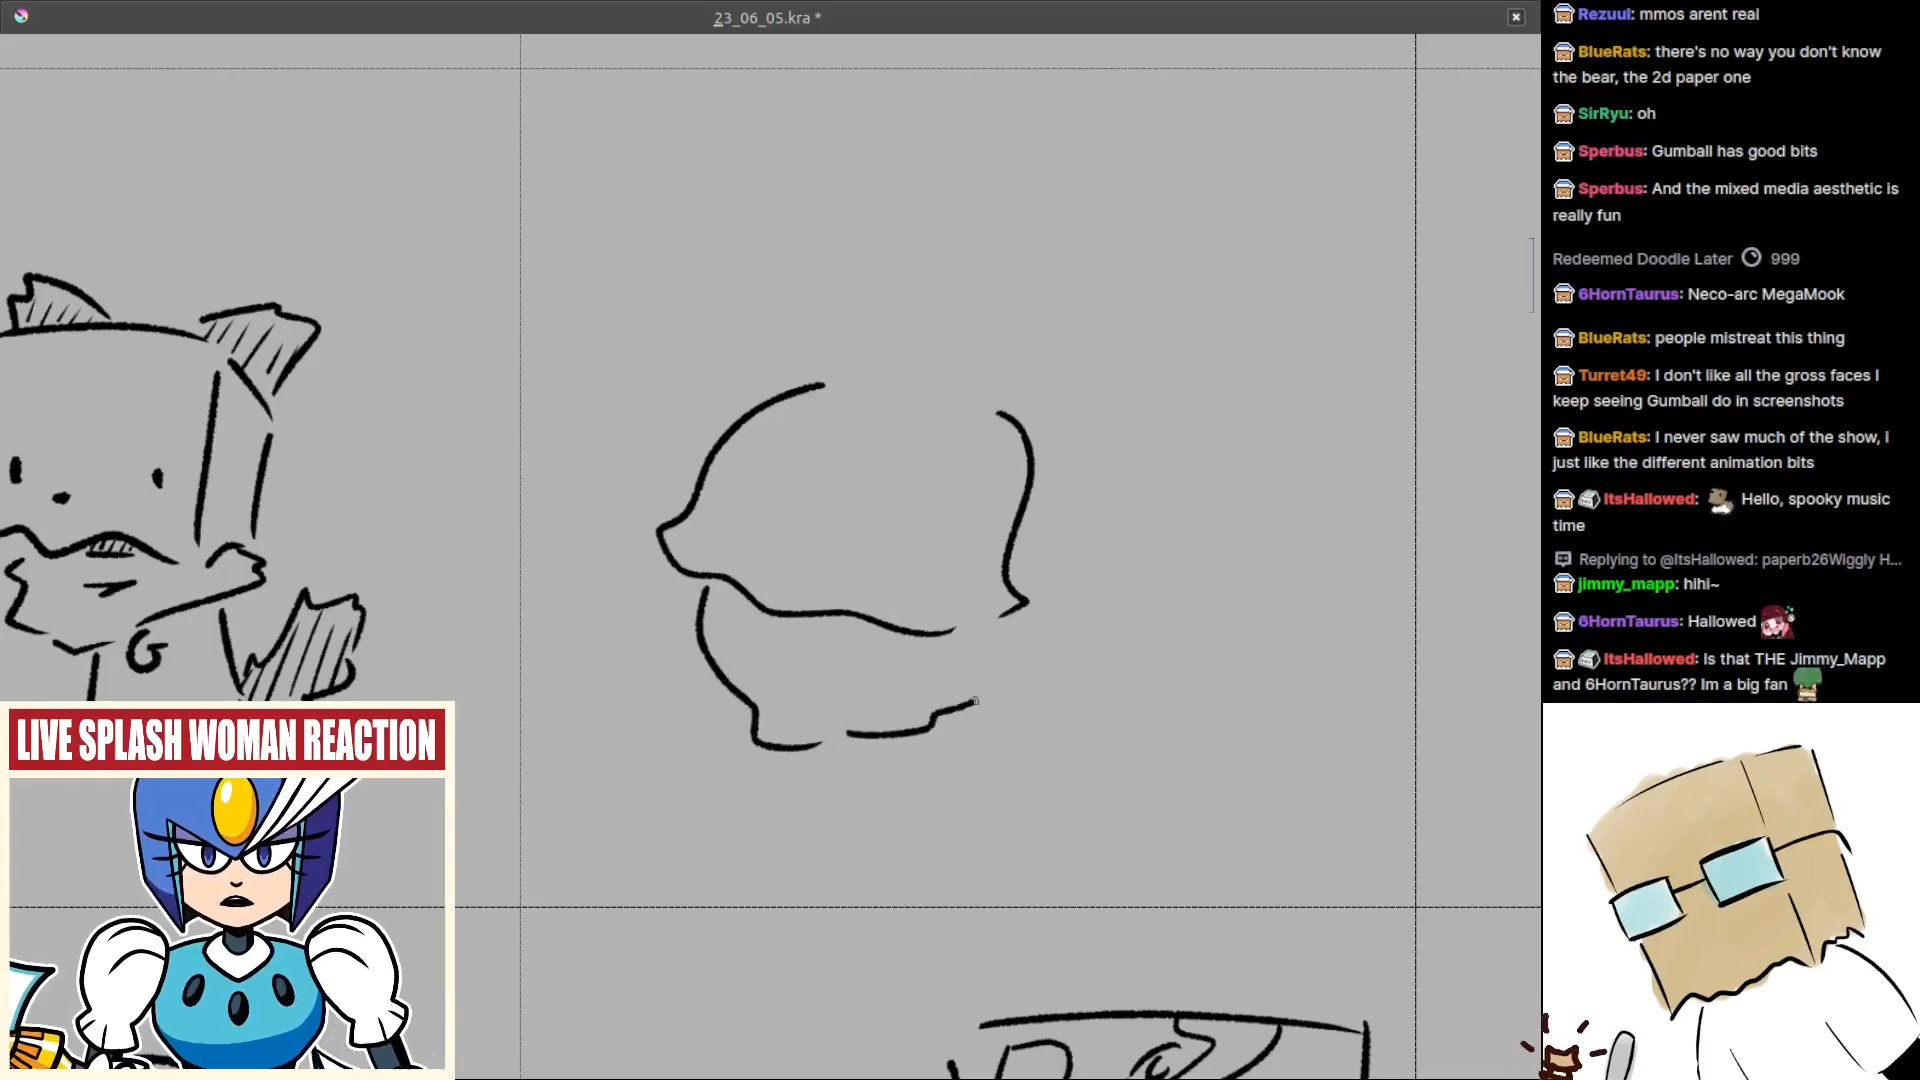 23_06_05.kra *
Rezuul: mmos arent real
BlueRats: there's no way you don't know
the bear, the 2d paper one
SirRyu: oh
Sperbus: Gumball has good bits
Sperbus: And the mixed media aesthetic is
really fun
Redeemed Doodle Later 999
6HornTaurus: Neco-arc MegaMook
BlueRats: people mistreat this thing
Turret49: I don't like all the gross faces I
keep seeing Gumball do in screenshots
BlueRats: I never saw much of the show, i
just like the different animation bits
ItsHallowed: Hello, spooky music
time
Replying to @ItsHallowed: paperb26Wiggly H...
jimmy_mapp: hihi~
6HornTaurus: Hallowed
ItsHallowed: Is that THE Jimmy_Mapp
and 6HornTaurus?? Im a big fan
G
LIVE SPLASH WOMAN REACTION